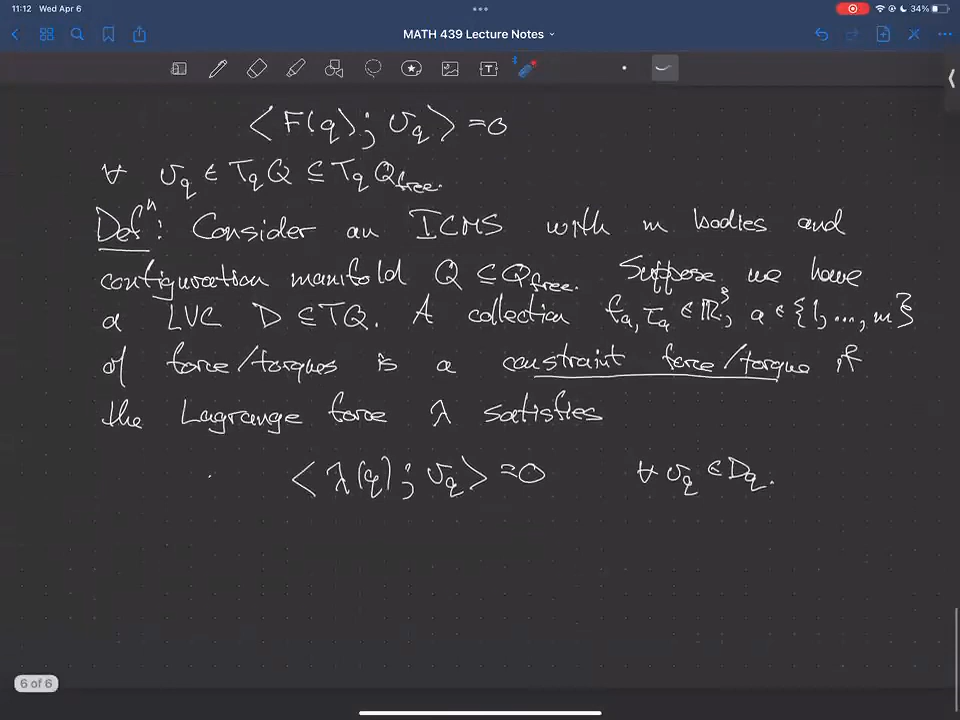 11:12 Wed Apr 6
34%
MATH 439 Lecture Notes
⟨F(q); v_q⟩ = 0
∀ v_q ∈ T_q Q ⊆ T_q Q_free.
Defⁿ: Consider an ICMS with m bodies and
configuration manifold Q ⊆ Q_free. Suppose we have
a LVC D ⊆ TQ. A collection f_a, τ_a ∈ ℝ³, a ∈ {1, ..., m}
of force/torques is a constraint force/torque if
the Lagrange force λ satisfies
⟨λ(q); v_q⟩ = 0 ∀ v_q ∈ D_q.
6 of 6